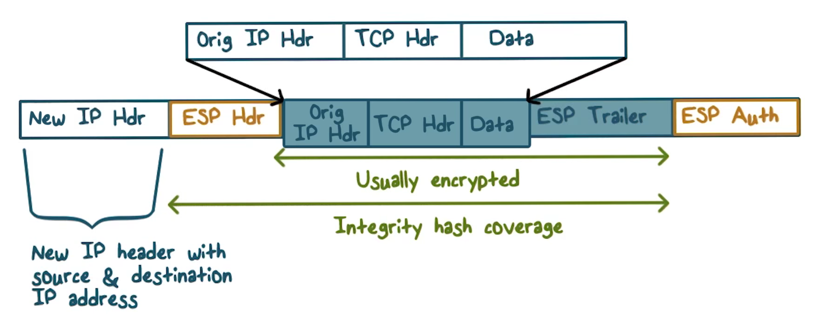 Orig IP Hdr TCP Hdr Data
New IP Hdr ESP Hdr Orig IP Hdr TCP Hdr Data ESP Trailer ESP Auth
Usually encrypted
Integrity hash coverage
New IP header with
source & destination
IP address